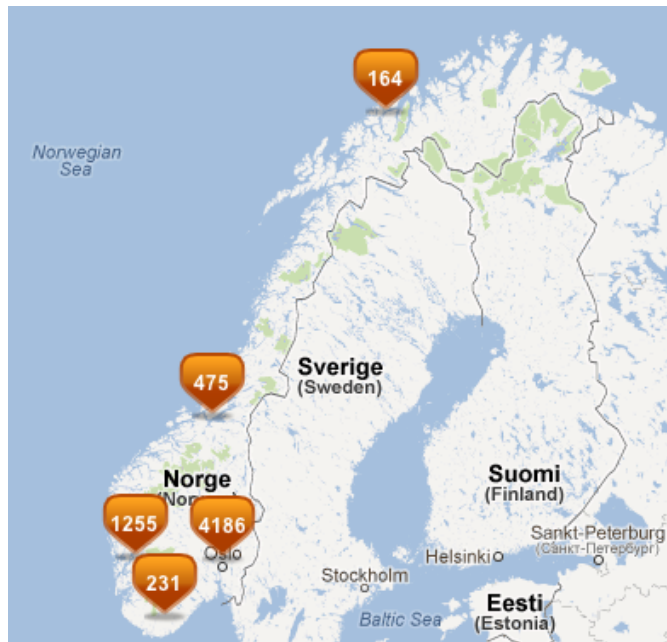 164
Norwegian
Sea
475
Sverige
(Sweden)
Norge
Suomi
(Finland)
1255
4186
Oslo
Sankt-Peterburg
(Санкт-Петербург)
Helsinki
231
Stockholm
Eesti
(Estonia)
Baltic Sea